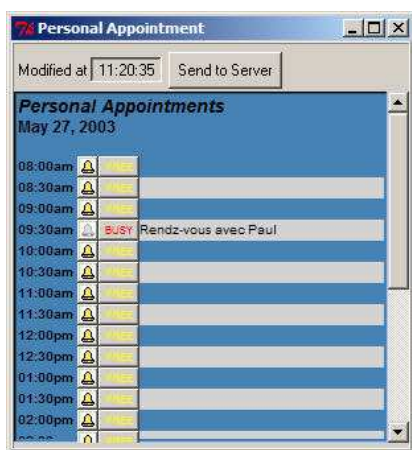 Personal Appointment
Modified at 11:20:35 Send to Server
Personal Appointments
May 27, 2003
08:00am FREE
08:30am FREE
09:00am FREE
09:30am BUSY Rendz-vous avec Paul
10:00am FREE
10:30am FREE
11:00am FREE
11:30am FREE
12:00pm FREE
12:30pm FREE
01:00pm FREE
01:30pm FREE
02:00pm FREE